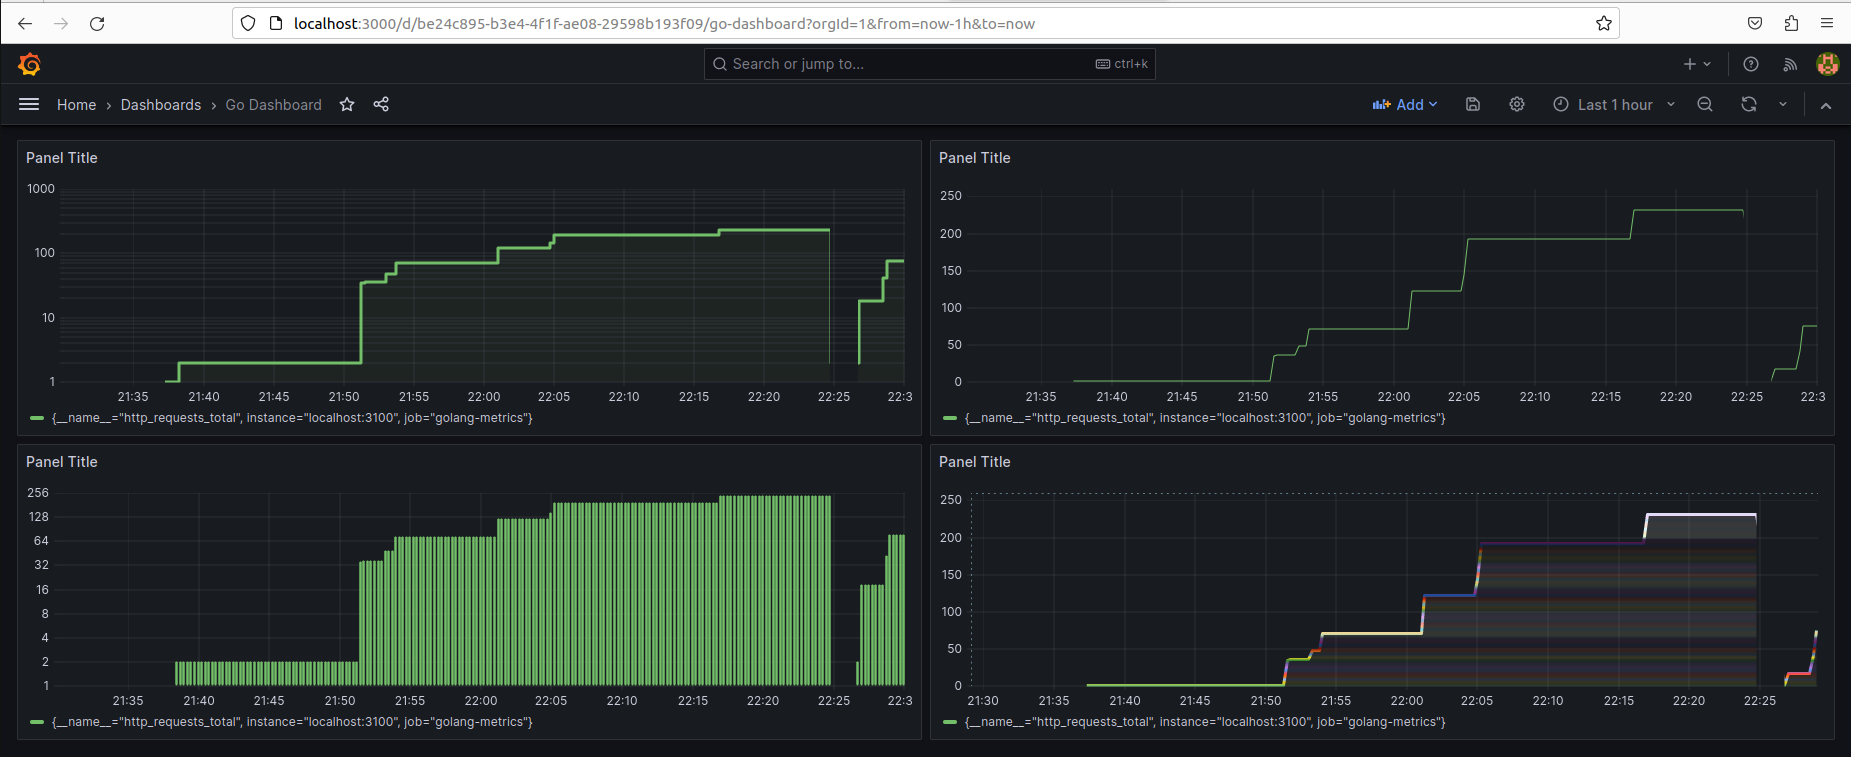 localhost:3000/d/be24c895-b3e4-4f1f-ae08-29598b193f09/go-dashboard?orgId=1&from=now-1h&to=now
Search or jump to... ctrl+k
Home › Dashboards › Go Dashboard Add Last 1 hour
Panel Title
1000
100
10
1
21:35 21:40 21:45 21:50 21:55 22:00 22:05 22:10 22:15 22:20 22:25 22:3
{__name__="http_requests_total", instance="localhost:3100", job="golang-metrics"}
Panel Title
250
200
150
100
50
0
21:35 21:40 21:45 21:50 21:55 22:00 22:05 22:10 22:15 22:20 22:25 22:3
{__name__="http_requests_total", instance="localhost:3100", job="golang-metrics"}
Panel Title
256
128
64
32
16
8
4
2
1
21:35 21:40 21:45 21:50 21:55 22:00 22:05 22:10 22:15 22:20 22:25 22:3
{__name__="http_requests_total", instance="localhost:3100", job="golang-metrics"}
Panel Title
250
200
150
100
50
0
21:30 21:35 21:40 21:45 21:50 21:55 22:00 22:05 22:10 22:15 22:20 22:25
{__name__="http_requests_total", instance="localhost:3100", job="golang-metrics"}